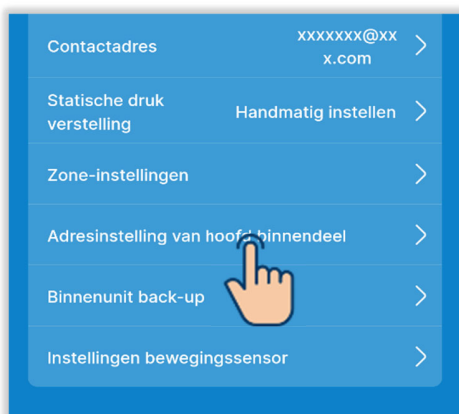 Contactadres
xxxxxxx@xx
x.com
Statische druk
verstelling
Handmatig instellen
Zone-instellingen
Adresinstelling van hoofd binnendeel
Binnenunit back-up
Instellingen bewegingssensor